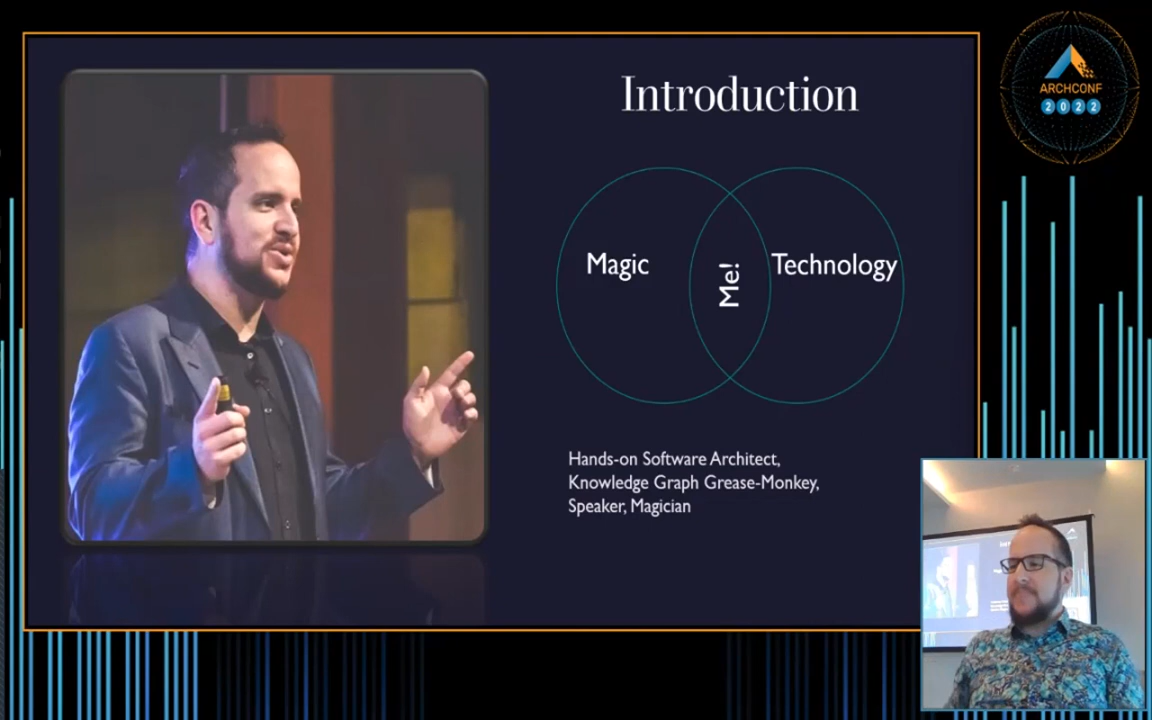 Introduction
Magic
Me!
Technology
Hands-on Software Architect,
Knowledge Graph Grease-Monkey,
Speaker, Magician
ARCHCONF
2022